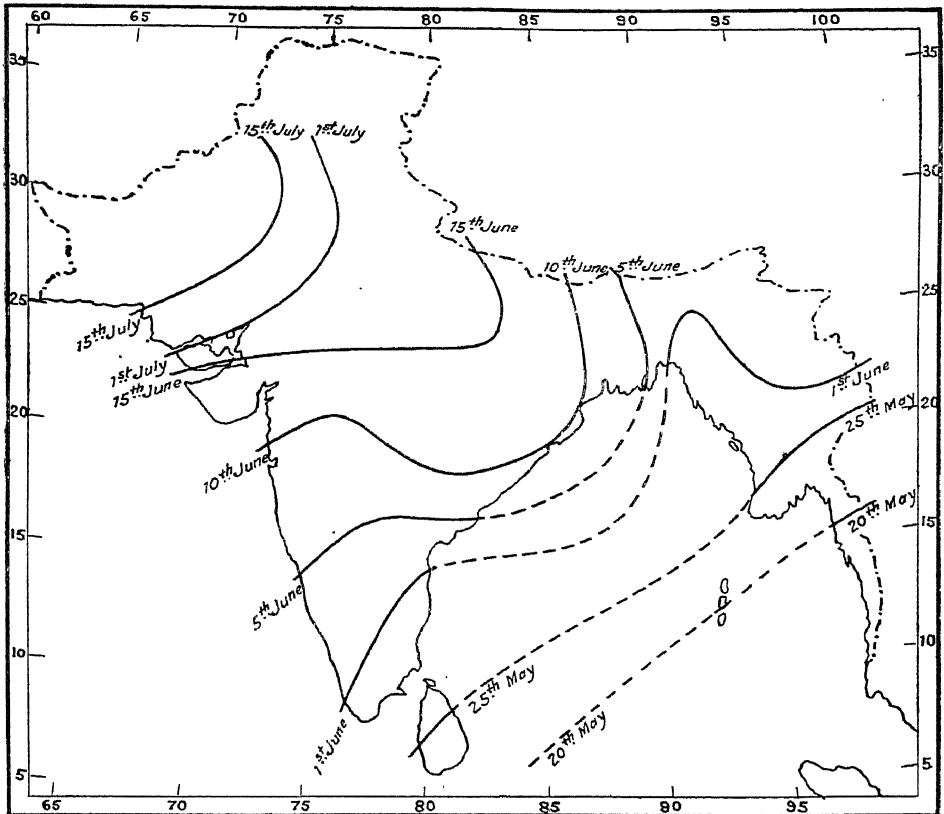 60 65 70 75 80 85 90 95 100
35 35
15th July 1st July
30 30
15th June
10th June 5th June
25 25
15th July
1st July
15th June
1st June
20 20
25th May
10th June
20th May
15 15
5th June
10 10
25th May
1st June
20th May
5 5
65 70 75 80 85 90 95